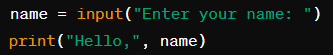 name = input("Enter your name: ")
print("Hello,", name)